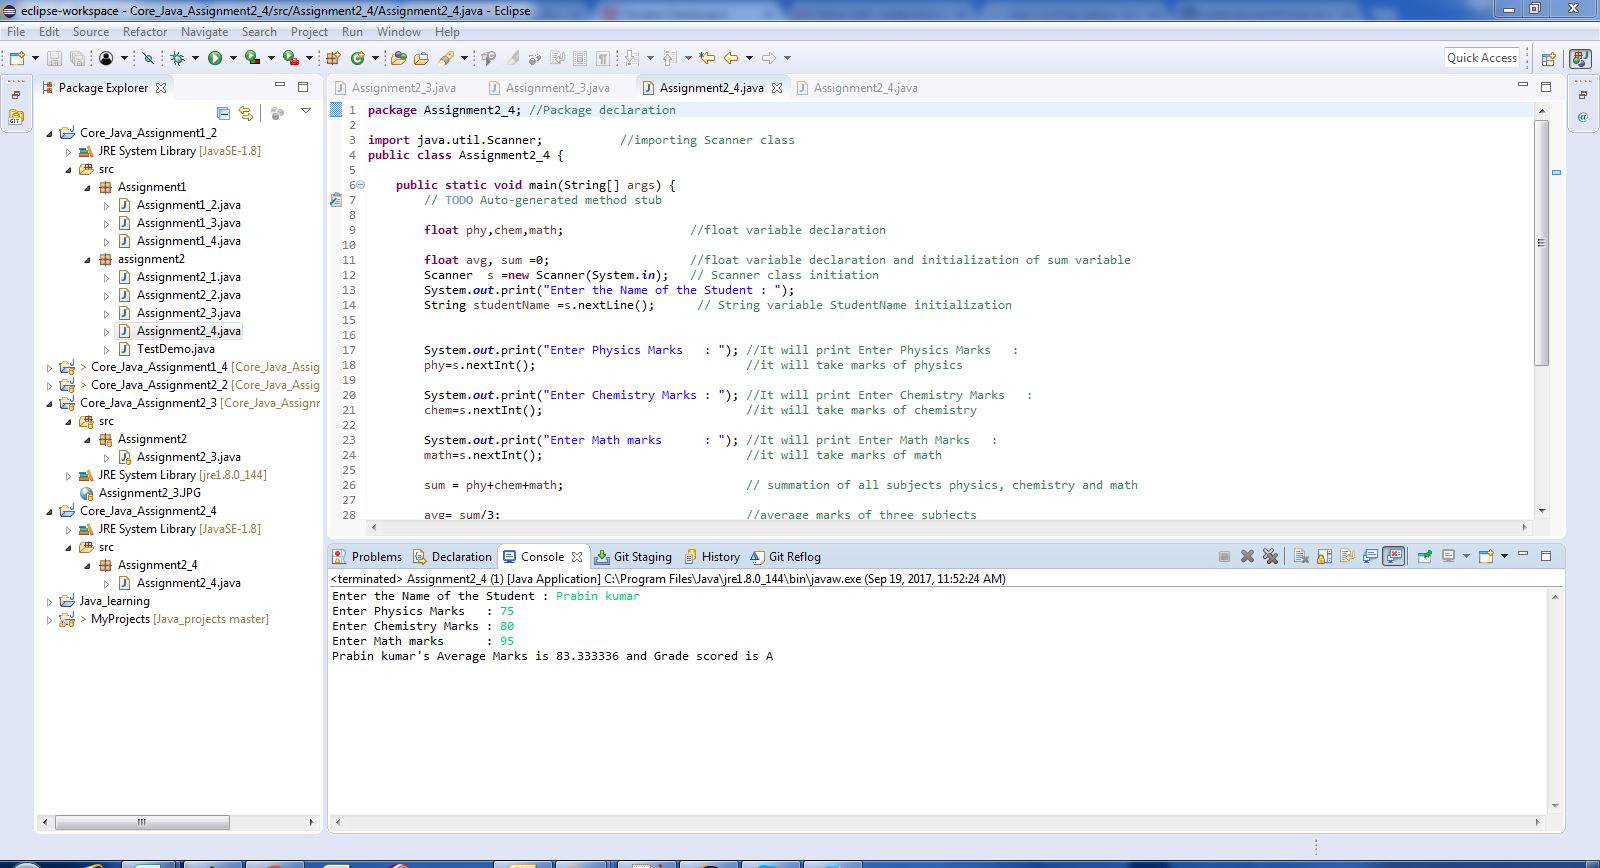 eclipse-workspace - Core_Java_Assignment2_4/src/Assignment2_4/Assignment2_4.java - Eclipse
File Edit Source Refactor Navigate Search Project Run Window Help
Quick Access
Package Explorer
Core_Java_Assignment1_2
JRE System Library [JavaSE-1.8]
src
Assignment1
Assignment1_2.java
Assignment1_3.java
Assignment1_4.java
assignment2
Assignment2_1.java
Assignment2_2.java
Assignment2_3.java
Assignment2_4.java
TestDemo.java
> Core_Java_Assignment1_4 [Core_Java_Assig
> Core_Java_Assignment2_2 [Core_Java_Assig
Core_Java_Assignment2_3 [Core_Java_Assignr
src
Assignment2
Assignment2_3.java
JRE System Library [jre1.8.0_144]
Assignment2_3.JPG
Core_Java_Assignment2_4
JRE System Library [JavaSE-1.8]
src
Assignment2_4
Assignment2_4.java
Java_learning
> MyProjects [Java_projects master]
Assignment2_3.java Assignment2_3.java Assignment2_4.java Assignment2_4.java
1 package Assignment2_4; //Package declaration
2
3 import java.util.Scanner; //importing Scanner class
4 public class Assignment2_4 {
5
6 public static void main(String[] args) {
7 // TODO Auto-generated method stub
8
9 float phy,chem,math; //float variable declaration
10
11 float avg, sum =0; //float variable declaration and initialization of sum variable
12 Scanner s =new Scanner(System.in); // Scanner class initiation
13 System.out.print("Enter the Name of the Student : ");
14 String studentName =s.nextLine(); // String variable StudentName initialization
15
16
17 System.out.print("Enter Physics Marks : "); //It will print Enter Physics Marks :
18 phy=s.nextInt(); //it will take marks of physics
19
20 System.out.print("Enter Chemistry Marks : "); //It will print Enter Chemistry Marks :
21 chem=s.nextInt(); //it will take marks of chemistry
22
23 System.out.print("Enter Math marks : "); //It will print Enter Math Marks :
24 math=s.nextInt(); //it will take marks of math
25
26 sum = phy+chem+math; // summation of all subjects physics, chemistry and math
27
28 avg= sum/3; //average marks of three subjects
Problems Declaration Console Git Staging History Git Reflog
<terminated> Assignment2_4 (1) [Java Application] C:\Program Files\Java\jre1.8.0_144\bin\javaw.exe (Sep 19, 2017, 11:52:24 AM)
Enter the Name of the Student : Prabin kumar
Enter Physics Marks : 75
Enter Chemistry Marks : 80
Enter Math marks : 95
Prabin kumar's Average Marks is 83.333336 and Grade scored is A